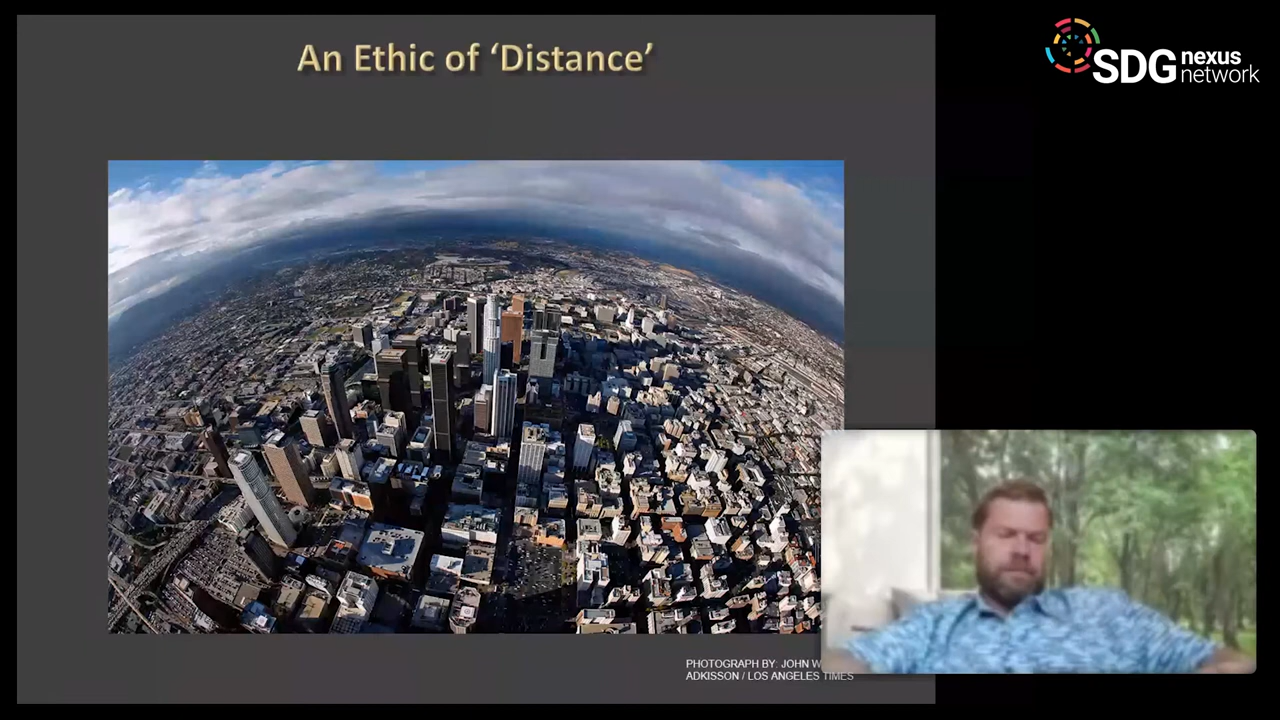 An Ethic of ‘Distance’
SDG nexus
network
PHOTOGRAPH BY: JOHN
ADKISSON / LOS ANGELES TIMES